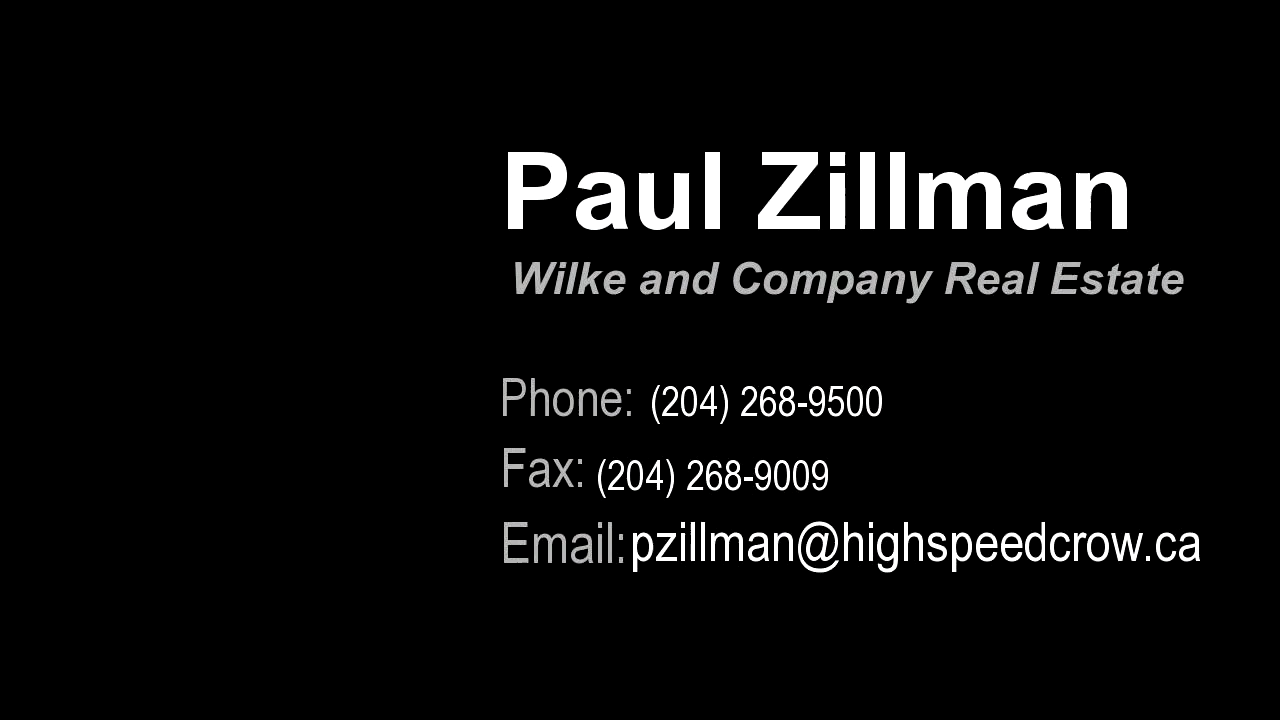 Paul Zillman
Wilke and Company Real Estate
Phone: (204) 268-9500
Fax: (204) 268-9009
Email: pzillman@highspeedcrow.ca